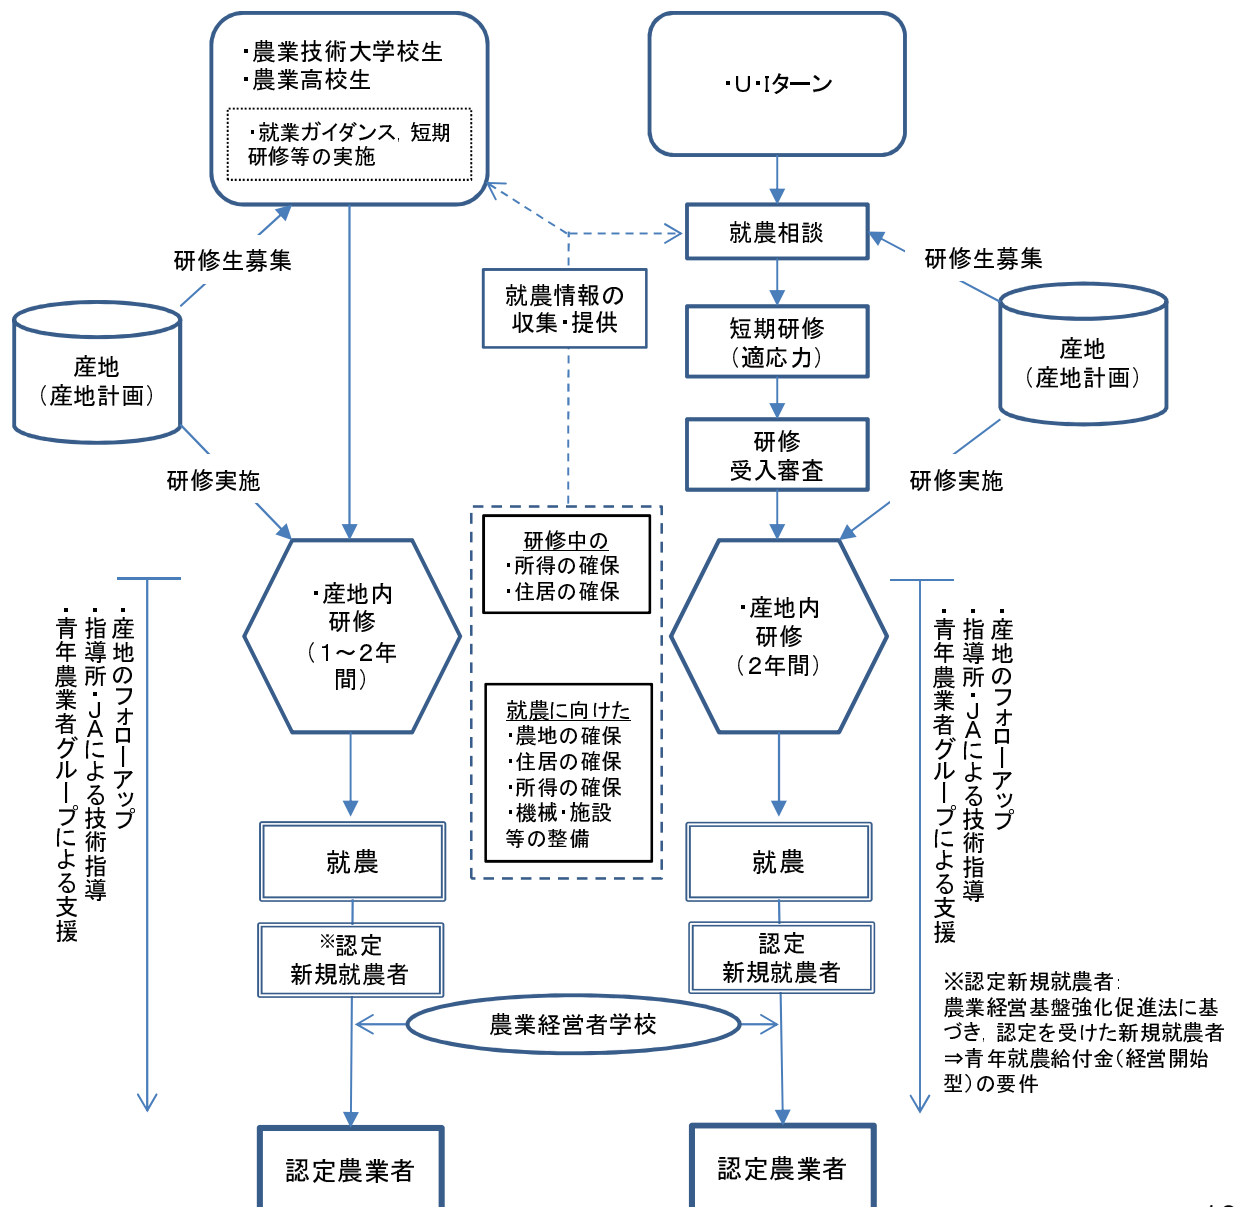 ・農業技術大学校生
・農業高校生
・就業ガイダンス，短期
研修等の実施
・U・Iターン
就農相談
研修生募集
研修生募集
就農情報の
収集・提供
短期研修
（適応力）
産地
（産地計画）
産地
（産地計画）
研修
受入審査
研修実施
研修実施
研修中の
・所得の確保
・住居の確保
・産地内
研修
（１～２年
間）
・産地内
研修
（２年間）
就農に向けた
・農地の確保
・住居の確保
・所得の確保
・機械・施設
等の整備
・産地のフォローアップ
・指導所・JAによる技術指導
・青年農業者グループによる支援
・産地のフォローアップ
・指導所・JAによる技術指導
・青年農業者グループによる支援
就農
就農
※認定
新規就農者
認定
新規就農者
農業経営者学校
※認定新規就農者：
農業経営基盤強化促進法に基
づき，認定を受けた新規就農者
⇒青年就農給付金（経営開始
型）の要件
認定農業者
認定農業者